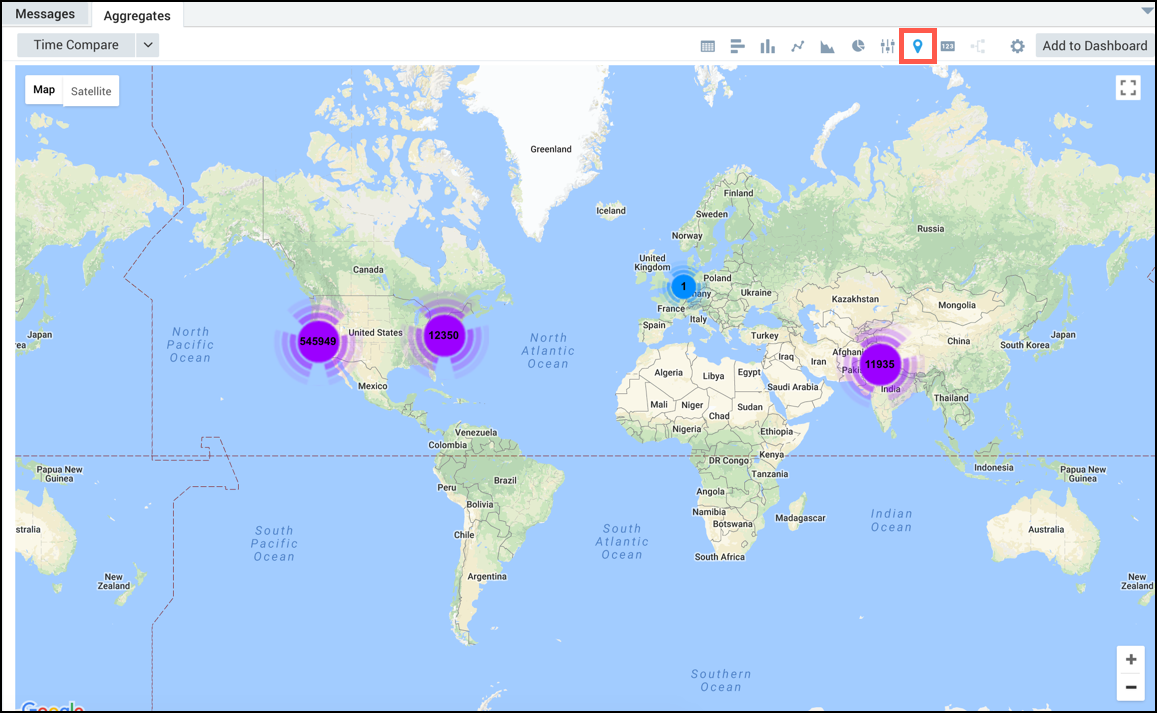 Messages
Aggregates
Time Compare
123
Add to Dashboard
Map
Satellite
Greenland
Iceland
Finland
Sweden
Norway
Russia
United
Kingdom
Poland
Canada
1
many
Ukraine
Kazakhstan
Mongolia
France
Italy
Spain
Turkey
Japan
ea
North
Pacific
Ocean
545949
United States
12350
North
Atlantic
Ocean
Japan
South Korea
China
Iraq
Iran
Afghani
Paki
11935
India
Mexico
Algeria
Libya
Egypt
Saudi Arabia
Mali
Niger
Chad
Sudan
Thailand
Nigeria
Ethiopia
Venezuela
Colombia
Kenya
DR Congo
Tanzania
Indonesia
Papua New
Guinea
Papua New
Guinea
Peru
Brazil
Bolivia
Angola
Namibia
Botswana
Madagascar
Indian
Ocean
stralia
South
Pacific
Ocean
Chile
South
Atlantic
Ocean
South Africa
Australia
New
Zealand
Argentina
New
Zealand
Southern
Ocean
+
−
Google